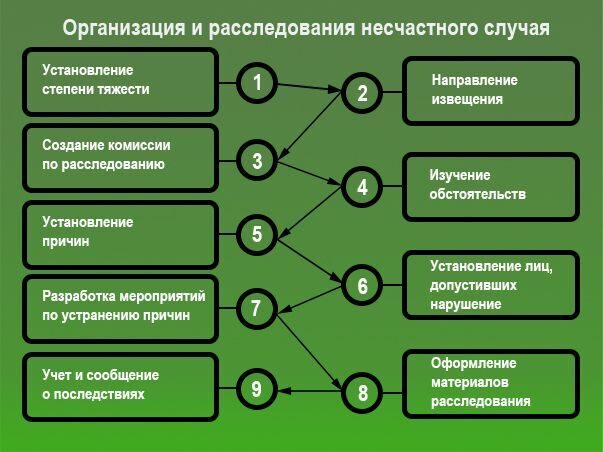 Организация и расследования несчастного случая
Установление
степени тяжести
1
2
Направление
извещения
Создание комиссии
по расследованию
3
4
Изучение
обстоятельств
Установление
причин
5
6
Установление лиц,
допустивших
нарушение
Разработка мероприятий
по устранению причин
7
8
Оформление
материалов
расследования
Учет и сообщение
о последствиях
9